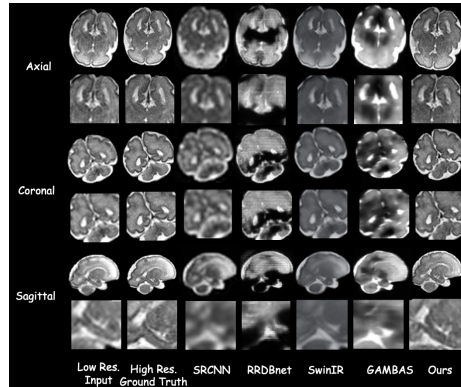 Axial
Coronal
Sagittal
Low Res. Input
High Res. Ground Truth
SRCNN
RRDBnet
SwinIR
GAMBAS
Ours